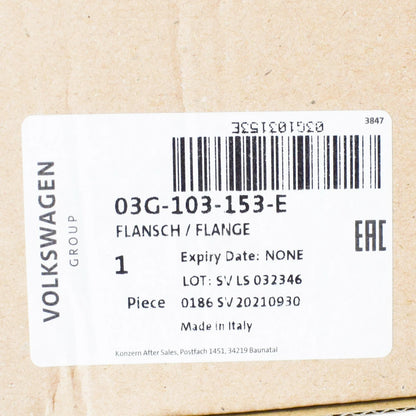 3847
03G103153E
VOLKSWAGEN
GROUP
03G-103-153-E
FLANSCH / FLANGE
EAC
1 Expiry Date: NONE
LOT: SV LS 032346
Piece 0186 SV 20210930
Made in Italy
Konzern After Sales, Postfach 1451, 34219 Baunatal